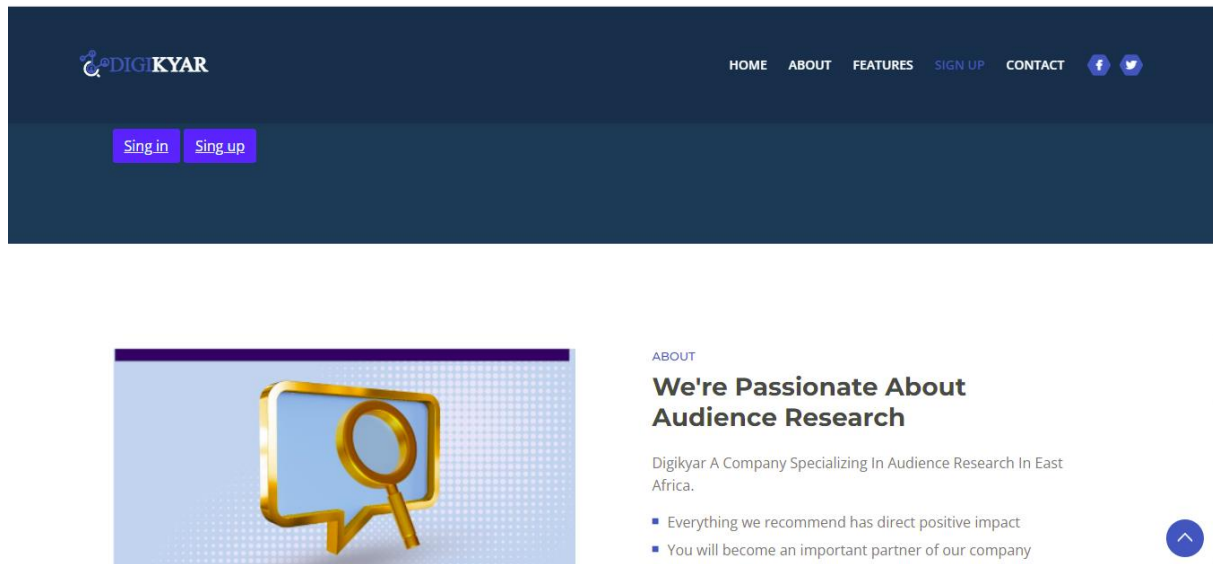 DIGIKYAR
HOME ABOUT FEATURES SIGN UP CONTACT
Sing in Sing up
ABOUT
We're Passionate About
Audience Research
Digikyar A Company Specializing In Audience Research In East
Africa.
Everything we recommend has direct positive impact
You will become an important partner of our company